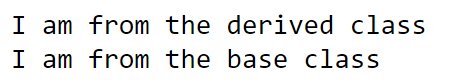 I am from the derived class
I am from the base class